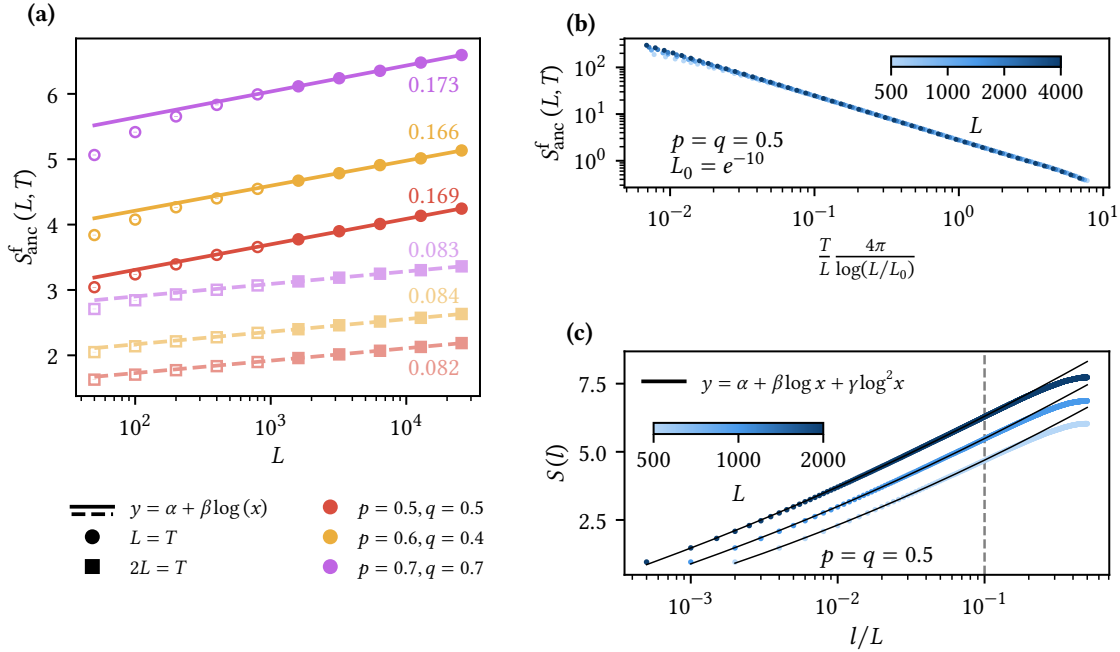 (a)
S^f_anc (L, T)
6
5
4
3
2
0.173
0.166
0.169
0.083
0.084
0.082
10^2
10^3
10^4
L
y = α + β log (x)
L = T
2L = T
p = 0.5, q = 0.5
p = 0.6, q = 0.4
p = 0.7, q = 0.7
(b)
S^f_anc (L, T)
10^2
10^1
10^0
500 1000 2000 4000
L
p = q = 0.5
L_0 = e^{-10}
10^{-2} 10^{-1} 10^0 10^1
T/L 4π/log(L/L_0)
(c)
S(l)
7.5
5.0
2.5
y = α + β log x + γ log^2 x
500 1000 2000
L
p = q = 0.5
10^{-3} 10^{-2} 10^{-1}
l/L